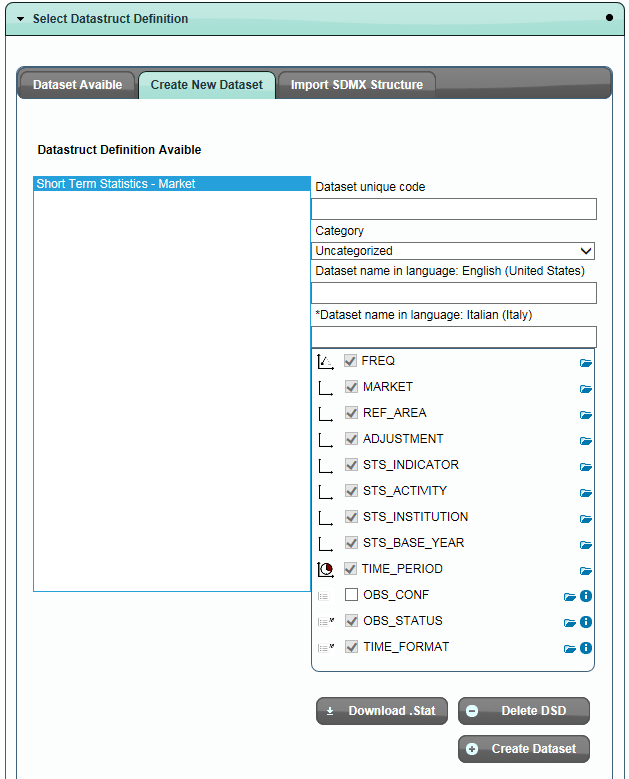 Select Datastruct Definition
Dataset Avaible
Create New Dataset
Import SDMX Structure
Datastruct Definition Avaible
Short Term Statistics - Market
Dataset unique code
Category
Uncategorized
Dataset name in language: English (United States)
*Dataset name in language: Italian (Italy)
FREQ
MARKET
REF_AREA
ADJUSTMENT
STS_INDICATOR
STS_ACTIVITY
STS_INSTITUTION
STS_BASE_YEAR
TIME_PERIOD
OBS_CONF
OBS_STATUS
TIME_FORMAT
Download .Stat
Delete DSD
Create Dataset